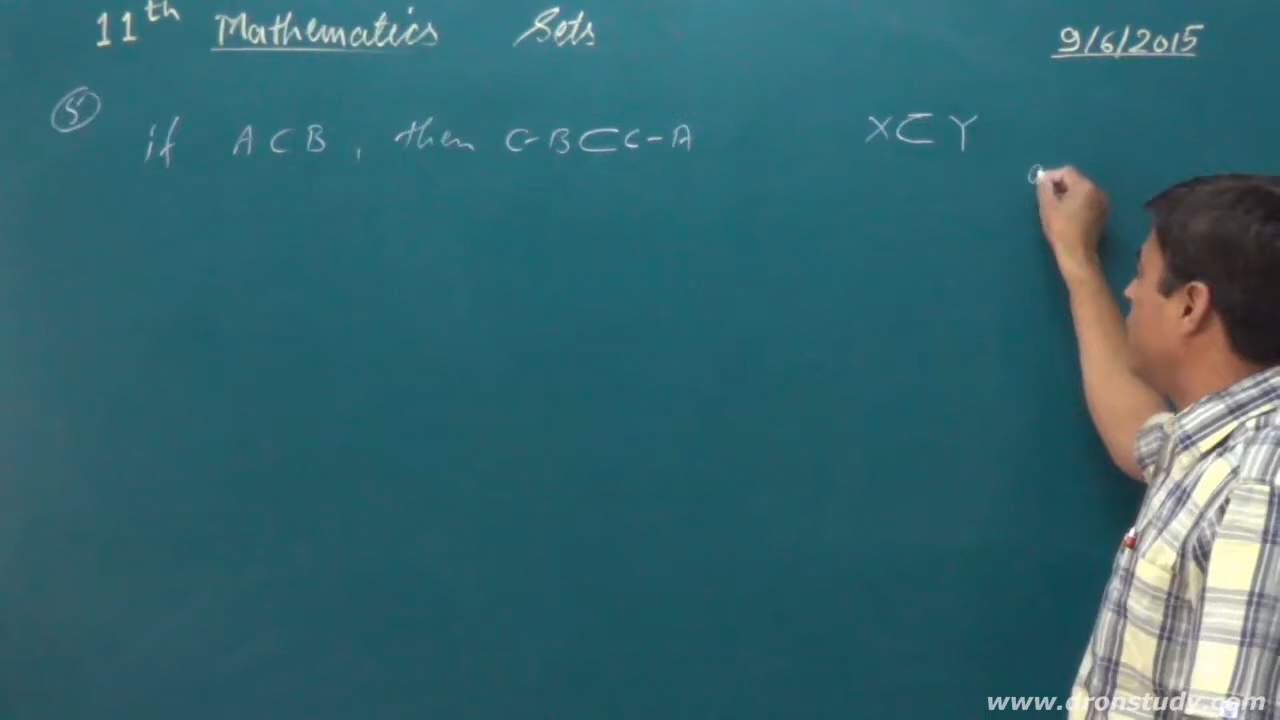 11th Mathematics Sets 9/6/2015
5 if A ⊂ B, then C-B⊂C-A X⊂Y
www.dronstudy.com